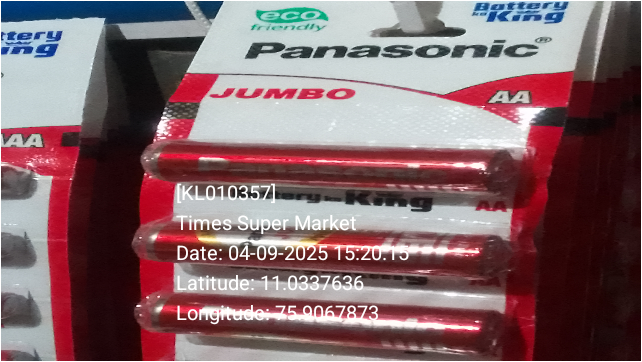 eco
friendly
Battery
King
Panasonic®
JUMBO
AA
AAA
[KL010357]
King
AA
Times Super Market
Date: 04-09-2025 15:20:15
Latitude: 11.0337636
Longitude: 75.9067873